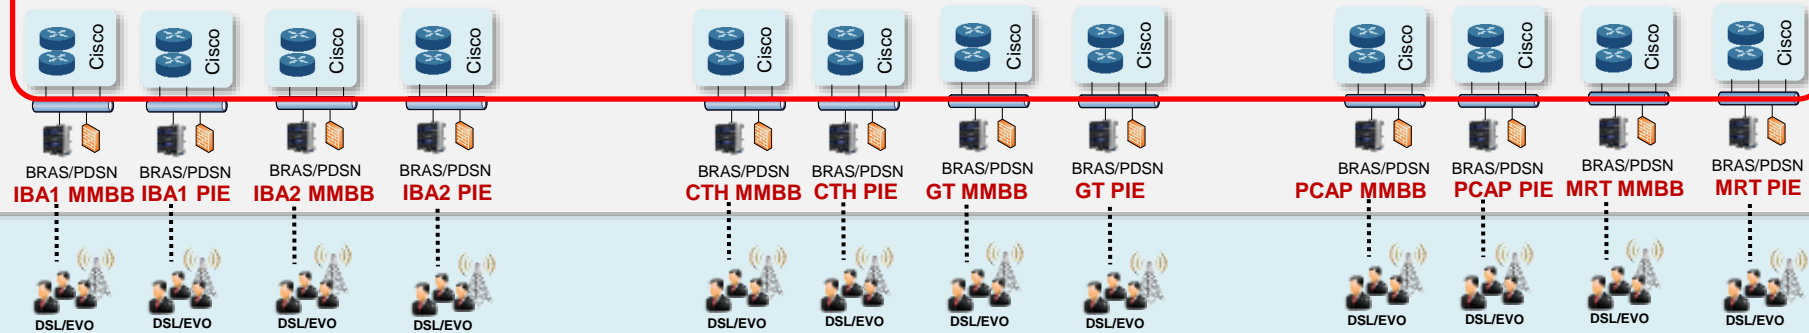 Cisco Cisco Cisco Cisco Cisco Cisco Cisco Cisco Cisco Cisco Cisco Cisco
BRAS/PDSN BRAS/PDSN BRAS/PDSN BRAS/PDSN BRAS/PDSN BRAS/PDSN BRAS/PDSN BRAS/PDSN BRAS/PDSN BRAS/PDSN BRAS/PDSN BRAS/PDSN
IBA1 MMBB IBA1 PIE IBA2 MMBB IBA2 PIE CTH MMBB CTH PIE GT MMBB GT PIE PCAP MMBB PCAP PIE MRT MMBB MRT PIE
DSL/EVO DSL/EVO DSL/EVO DSL/EVO DSL/EVO DSL/EVO DSL/EVO DSL/EVO DSL/EVO DSL/EVO DSL/EVO DSL/EVO